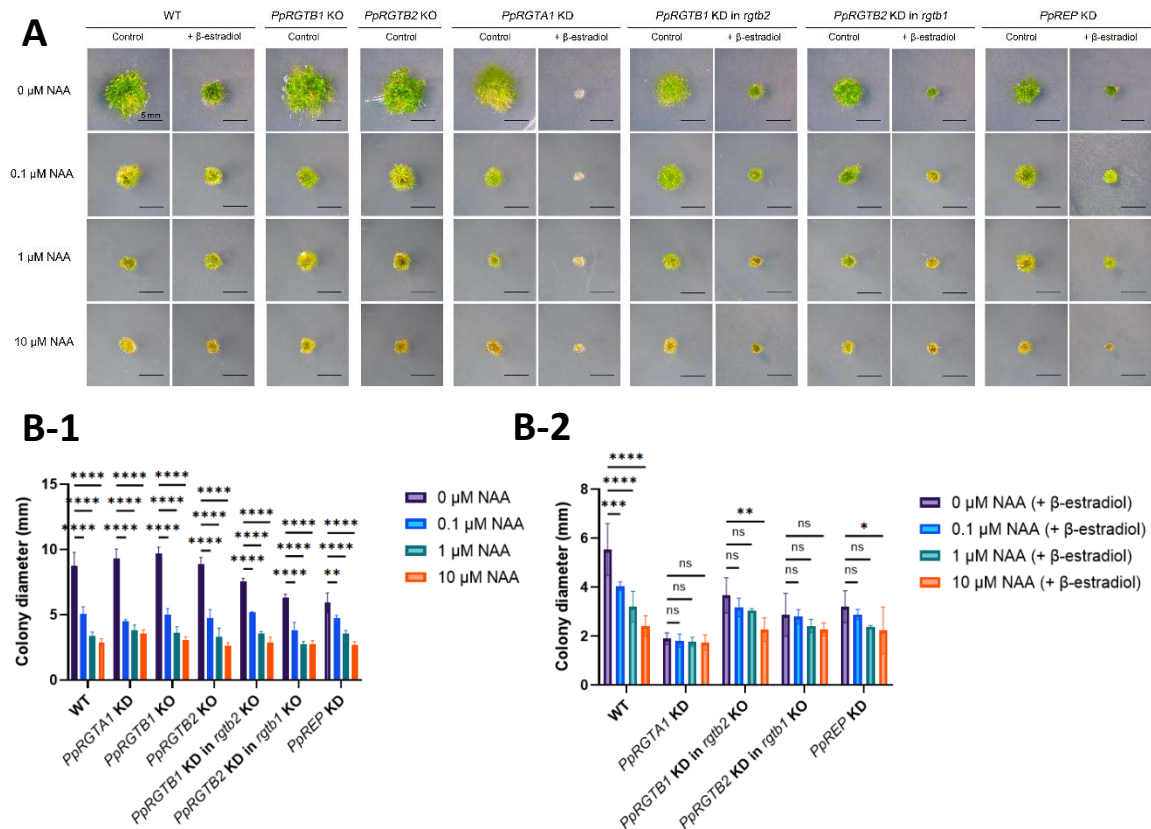 A
WT
PpRGTB1 KO
PpRGTB2 KO
PpRGTA1 KD
PpRGTB1 KD in rgtb2
PpRGTB2 KD in rgtb1
PpREP KD
Control
+ β-estradiol
Control
Control
Control
+ β-estradiol
Control
+ β-estradiol
Control
+ β-estradiol
Control
+ β-estradiol
0 μM NAA
5 mm
0.1 μM NAA
1 μM NAA
10 μM NAA
B-1
Colony diameter (mm)
15
10
5
0
**** **** **** **** **** **** ****
**** **** **** **** **** **** ****
**** **** **** **** **** **** **
WT
PpRGTA1 KD
PpRGTB1 KO
PpRGTB2 KO
PpRGTB1 KD in rgtb2 KO
PpRGTB2 KD in rgtb1 KO
PpREP KD
0 μM NAA
0.1 μM NAA
1 μM NAA
10 μM NAA
B-2
Colony diameter (mm)
8
6
4
2
0
**** ns ** ns *
**** ns ns ns ns
*** ns ns ns ns
WT
PpRGTA1 KD
PpRGTB1 KD in rgtb2 KO
PpRGTB2 KD in rgtb1 KO
PpREP KD
0 μM NAA (+ β-estradiol)
0.1 μM NAA (+ β-estradiol)
1 μM NAA (+ β-estradiol)
10 μM NAA (+ β-estradiol)